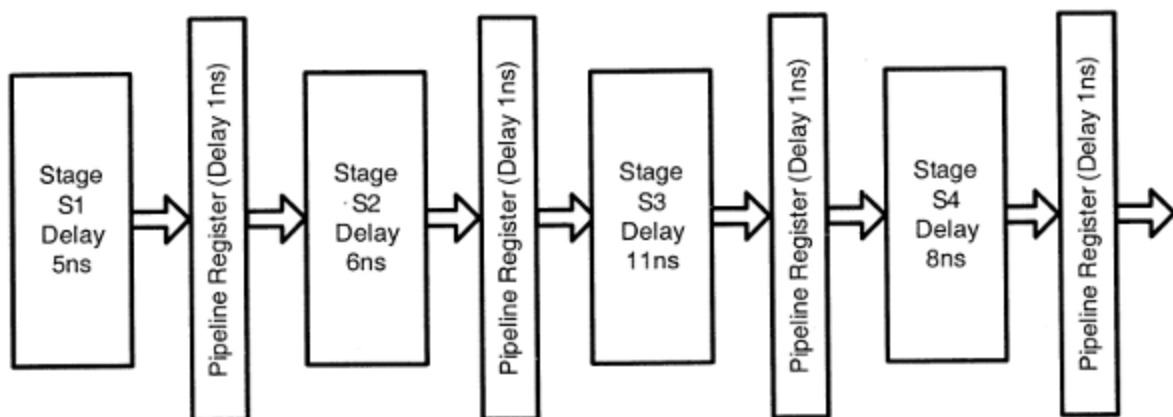 Stage
S1
Delay
5ns
Pipeline Register (Delay 1ns)
Stage
S2
Delay
6ns
Pipeline Register (Delay 1ns)
Stage
S3
Delay
11ns
Pipeline Register (Delay 1ns)
Stage
S4
Delay
8ns
Pipeline Register (Delay 1ns)